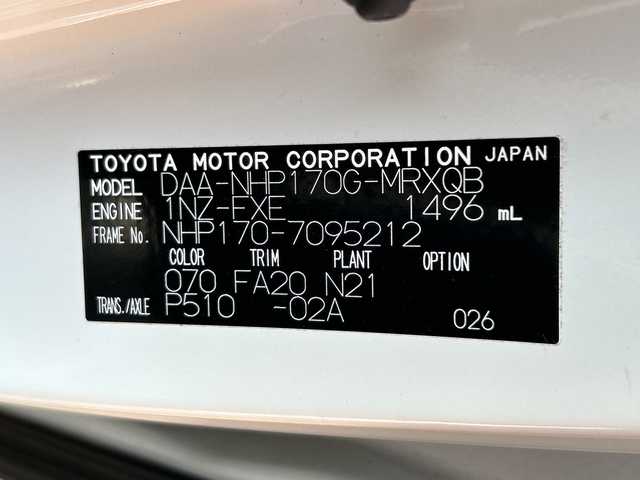 TOYOTA MOTOR CORPORATION JAPAN
MODEL DAA-NHP170G-MRXQB
ENGINE 1NZ-EXE 1496 mL
FRAME No. NHP170-7095212
COLOR TRIM PLANT OPTION
070 FA20 N21
TRANS./AXLE P510 -02A 026